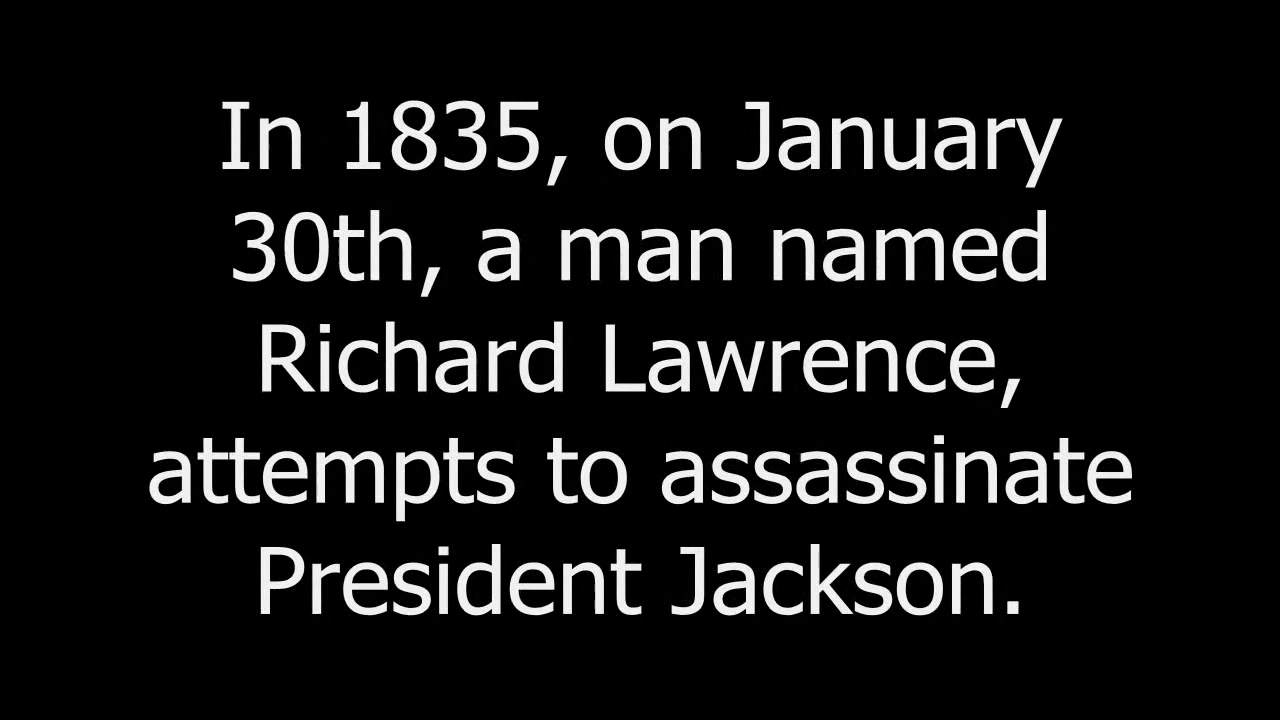 In 1835, on January
30th, a man named
Richard Lawrence,
attempts to assassinate
President Jackson.